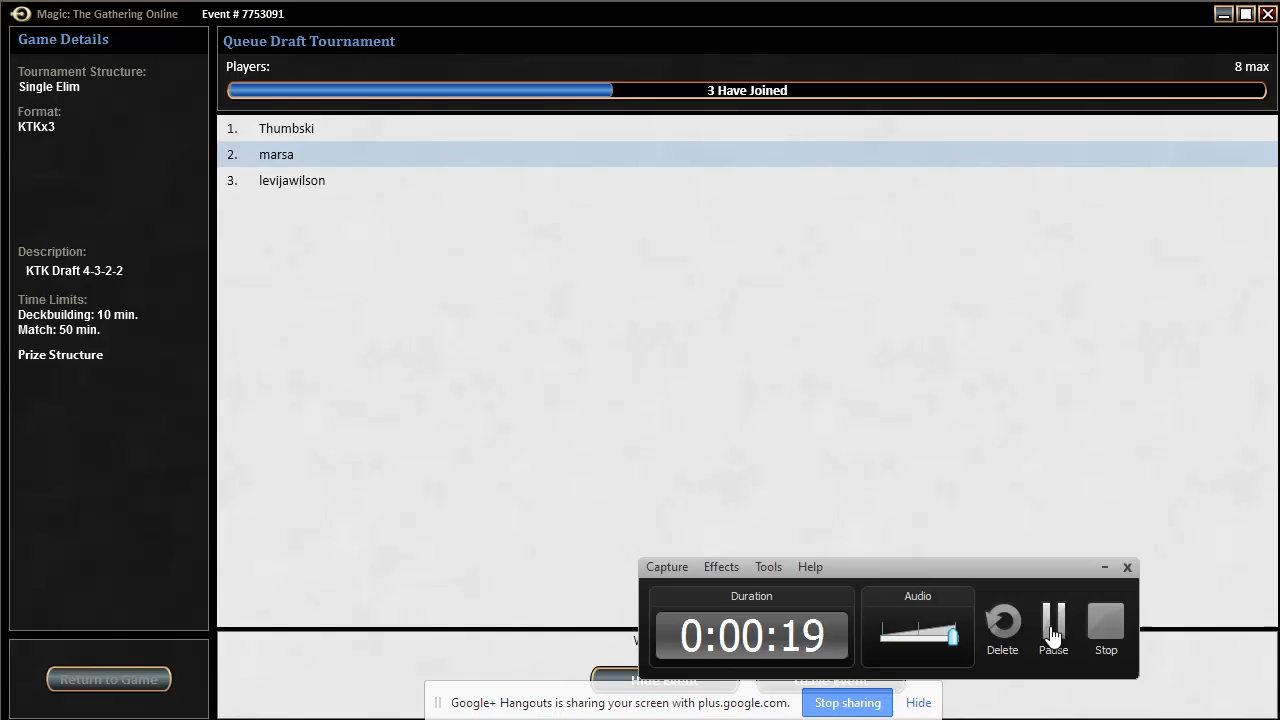 Magic: The Gathering Online Event # 7753091
Game Details
Tournament Structure:
Single Elim
Format:
KTKx3
Description:
KTK Draft 4-3-2-2
Time Limits:
Deckbuilding: 10 min.
Match: 50 min.
Prize Structure
Return to Game
Queue Draft Tournament
Players: 8 max
3 Have Joined
1. Thumbski
2. marsa
3. levijawilson
Capture Effects Tools Help
Duration
0:00:19
Audio
Delete Pause Stop
Google+ Hangouts is sharing your screen with plus.google.com. Stop sharing Hide